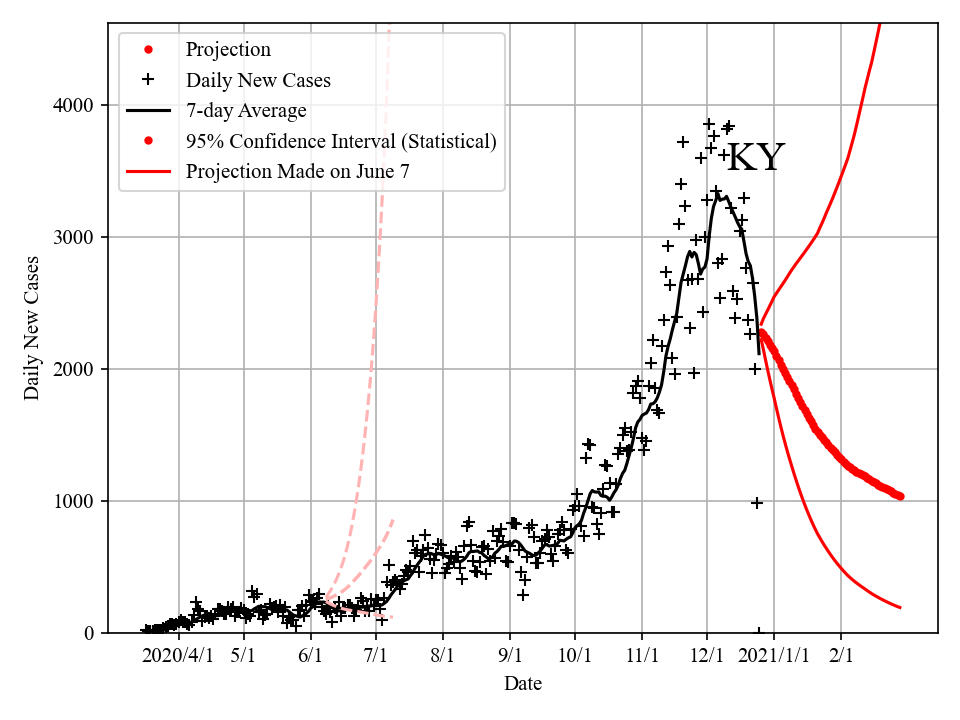 Projection
Daily New Cases
7-day Average
95% Confidence Interval (Statistical)
Projection Made on June 7
KY
4000
3000
2000
1000
0
Daily New Cases
2020/4/1 5/1 6/1 7/1 8/1 9/1 10/1 11/1 12/1 2021/1/1 2/1
Date